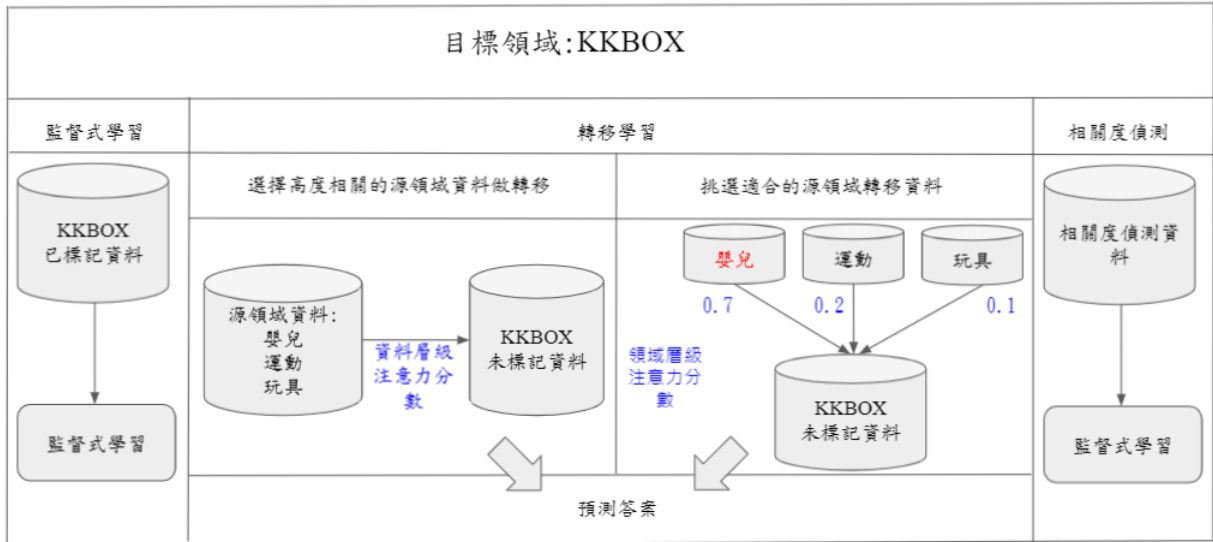 目標領域:KKBOX
監督式學習
轉移學習
相關度偵測
選擇高度相關的源領域資料做轉移
挑選適合的源領域轉移資料
KKBOX
已標記資料
監督式學習
源領域資料:
嬰兒
運動
玩具
資料層級
注意力分
數
KKBOX
未標記資料
嬰兒
運動
玩具
0.7
0.2
0.1
領域層級
注意力分
數
KKBOX
未標記資料
相關度偵測資
料
監督式學習
預測答案